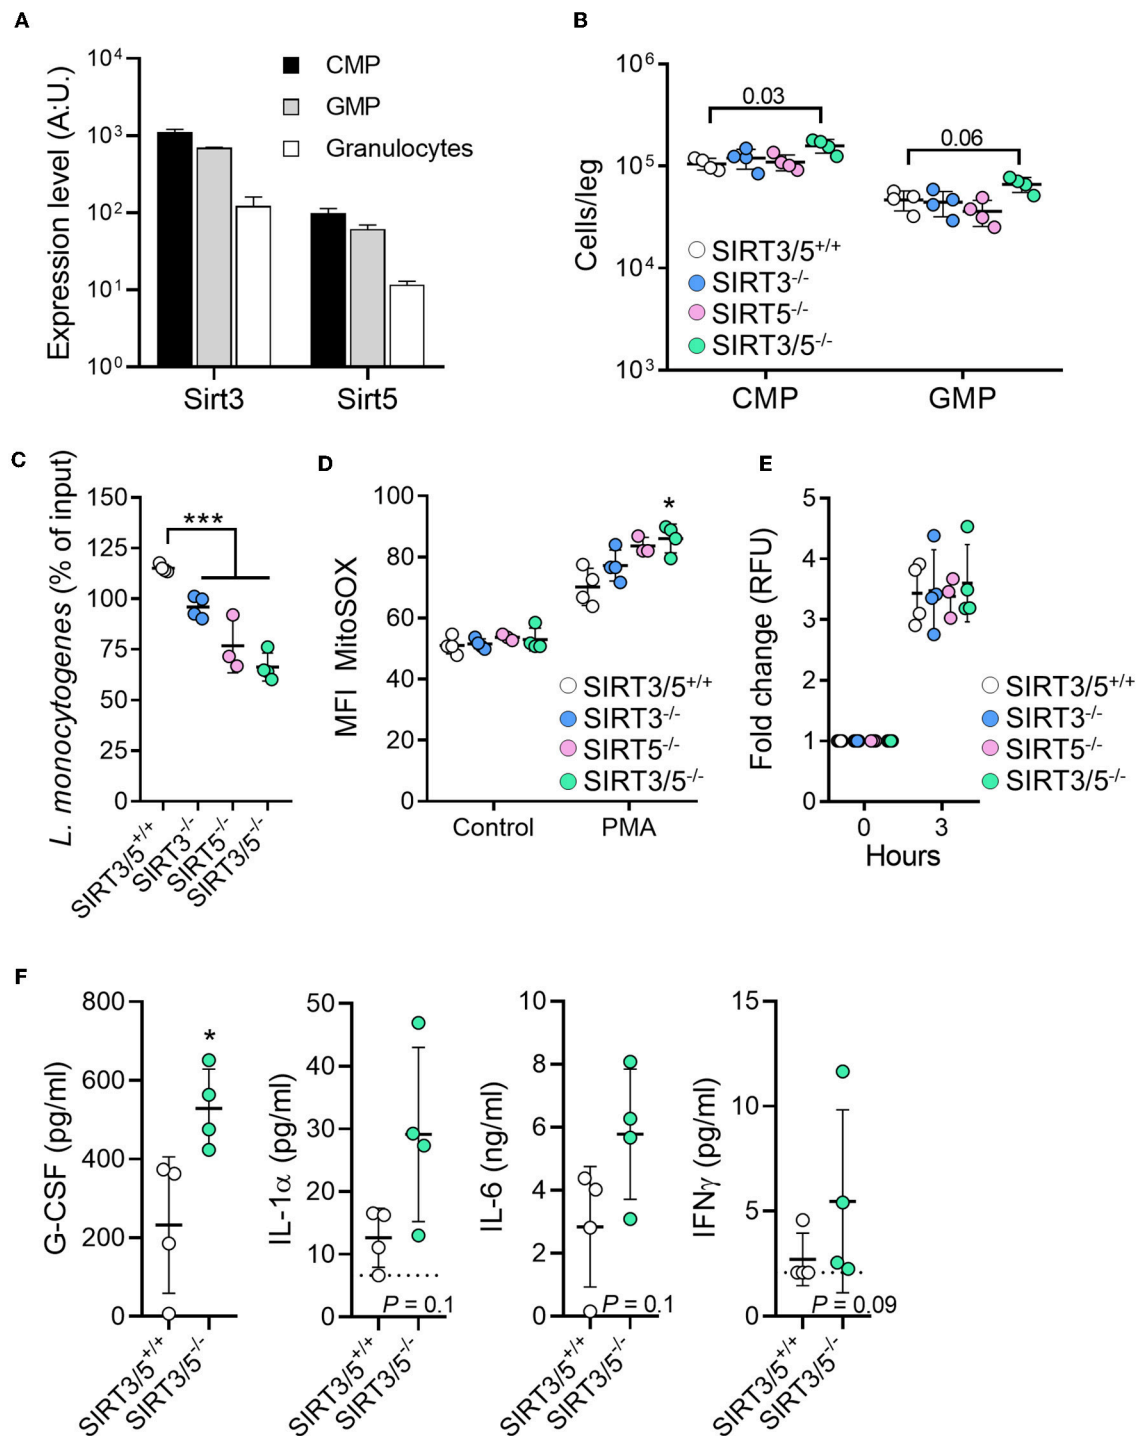 A
Expression level (A:U.)
10⁴
10³
10²
10¹
10⁰
CMP
GMP
Granulocytes
Sirt3
Sirt5
B
Cells/leg
10⁶
10⁵
10⁴
10³
0.03
0.06
SIRT3/5+/+
SIRT3-/-
SIRT5-/-
SIRT3/5-/-
CMP
GMP
C
L. monocytogenes (% of input)
150
125
100
75
50
25
0
***
SIRT3/5+/+
SIRT3-/-
SIRT5-/-
SIRT3/5-/-
D
MFI MitoSOX
100
80
60
40
20
0
*
SIRT3/5+/+
SIRT3-/-
SIRT5-/-
SIRT3/5-/-
Control
PMA
E
Fold change (RFU)
5
4
3
2
1
0
SIRT3/5+/+
SIRT3-/-
SIRT5-/-
SIRT3/5-/-
0
3
Hours
F
G-CSF (pg/ml)
800
600
400
200
0
*
SIRT3/5+/+
SIRT3/5-/-
IL-1α (pg/ml)
50
40
30
20
10
0
P = 0.1
SIRT3/5+/+
SIRT3/5-/-
IL-6 (ng/ml)
10
8
6
4
2
0
P = 0.1
SIRT3/5+/+
SIRT3/5-/-
IFNγ (pg/ml)
15
10
5
0
P = 0.09
SIRT3/5+/+
SIRT3/5-/-